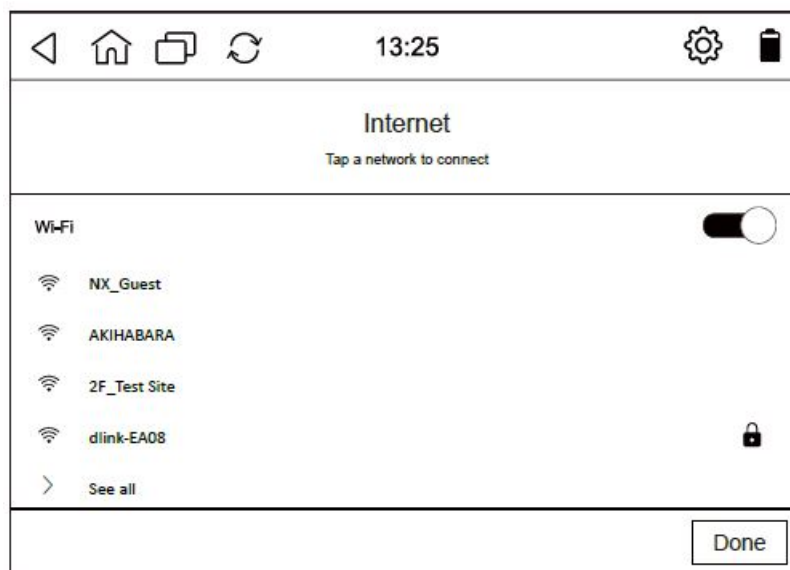 13:25
Internet
Tap a network to connect
Wi-Fi
NX_Guest
AKIHABARA
2F_Test Site
dlink-EA08
See all
Done